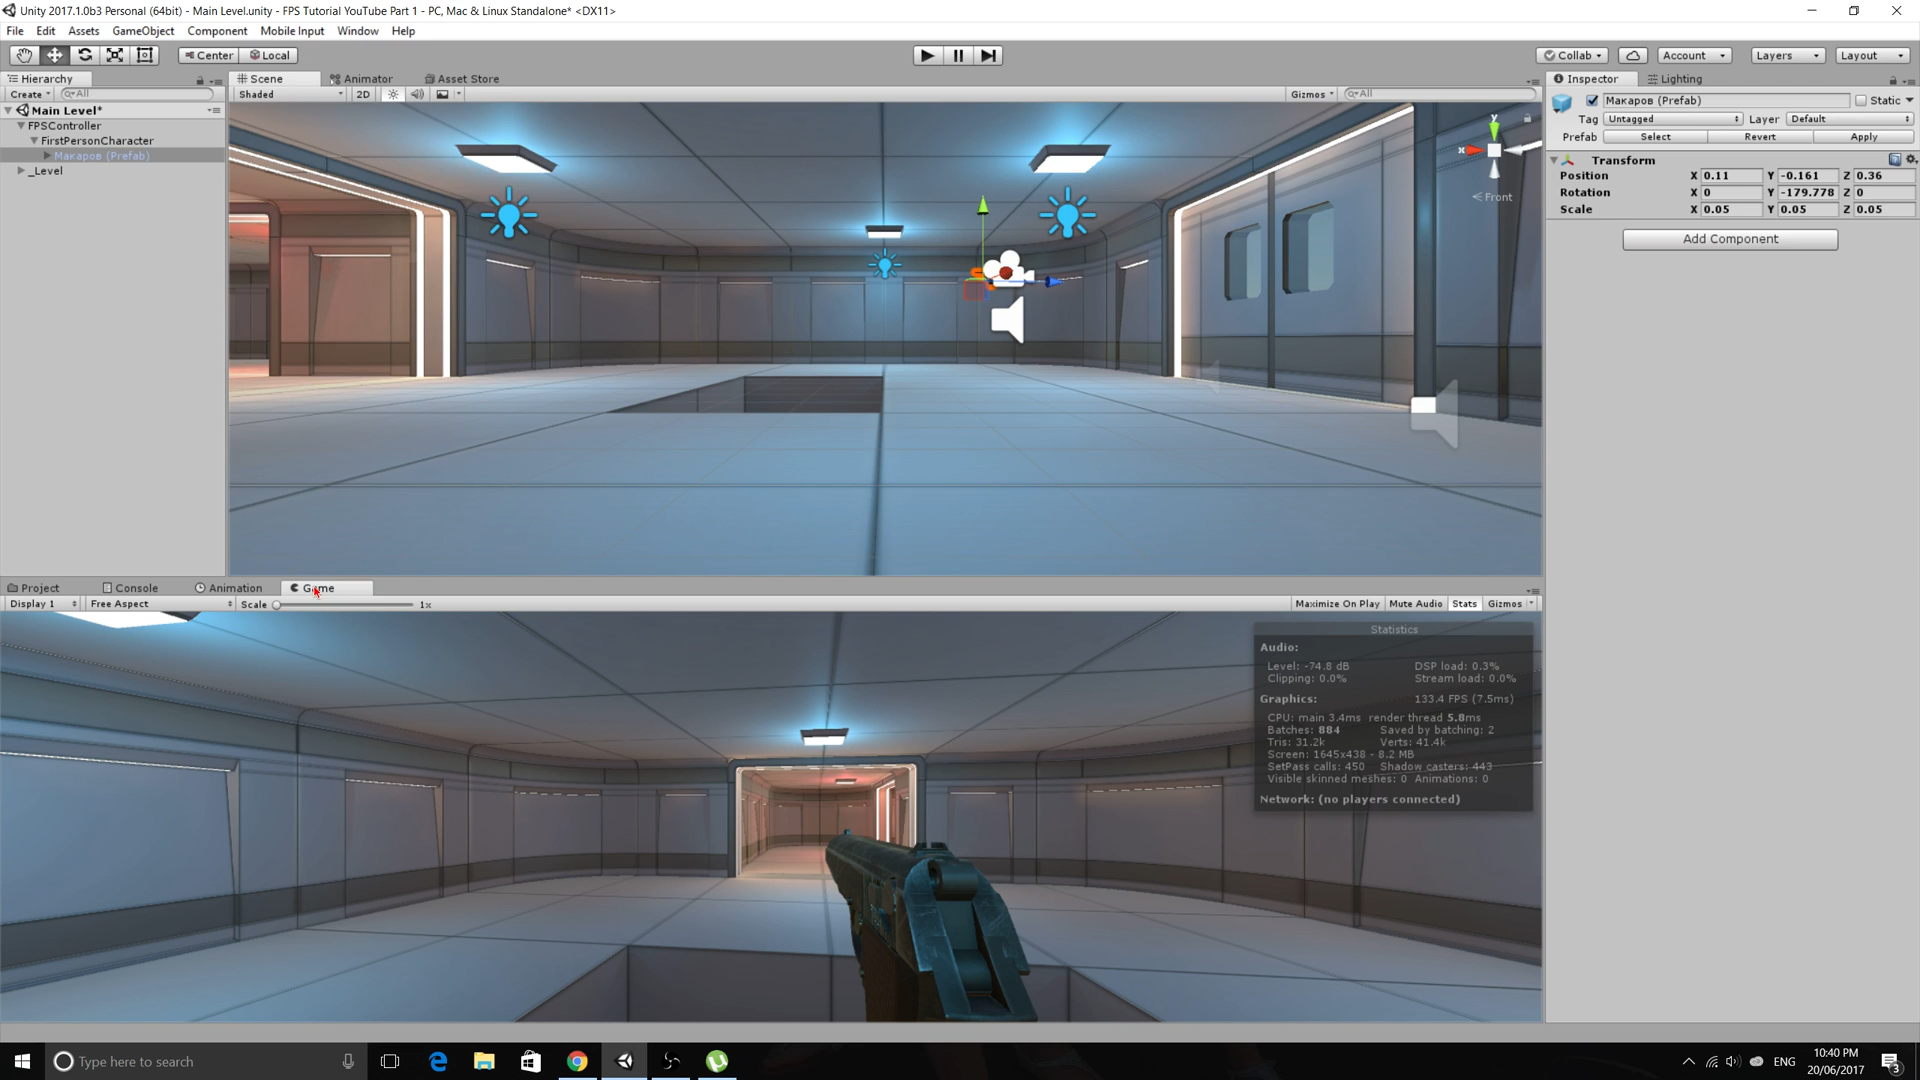 Unity 2017.1.0b3 Personal (64bit) - Main Level.unity - FPS Tutorial YouTube Part 1 - PC, Mac & Linux Standalone* <DX11>
File Edit Assets GameObject Component Mobile Input Window Help
Center Local Collab Account Layers Layout
Hierarchy Scene Animator Asset Store Inspector Lighting
Create All Shaded 2D Gizmos All
Main Level*
FPSController
FirstPersonCharacter
Макаров (Prefab)
_Level
y
x
Front
Макаров (Prefab) Static
Tag Untagged Layer Default
Prefab Select Revert Apply
Transform
Position X 0.11 Y -0.161 Z 0.36
Rotation X 0 Y -179.778 Z 0
Scale X 0.05 Y 0.05 Z 0.05
Add Component
Project Console Animation Game
Display 1 Free Aspect Scale 1x Maximize On Play Mute Audio Stats Gizmos
Statistics
Audio:
Level: -74.8 dB DSP load: 0.3%
Clipping: 0.0% Stream load: 0.0%
Graphics: 133.4 FPS (7.5ms)
CPU: main 3.4ms render thread 5.8ms
Batches: 884 Saved by batching: 2
Tris: 31.2k Verts: 41.4k
Screen: 1645x438 - 8.2 MB
SetPass calls: 450 Shadow casters: 443
Visible skinned meshes: 0 Animations: 0
Network: (no players connected)
Type here to search
ENG
10:40 PM
20/06/2017
3